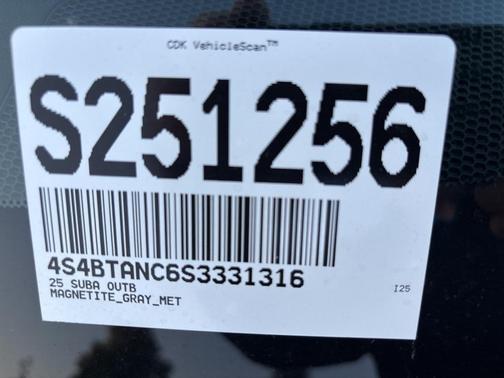 CDK VehicleScan™
S251256
4S4BTANC6S3331316
25 SUBA OUTB
I25
MAGNETITE_GRAY_MET